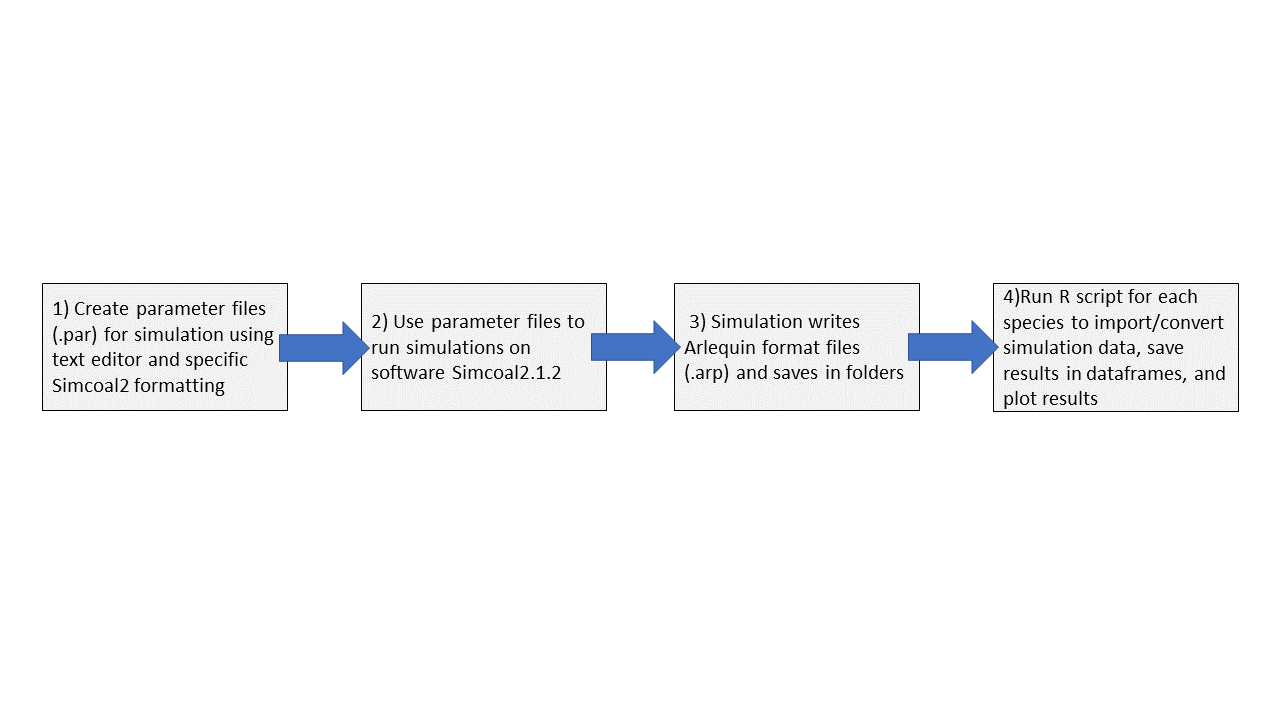 1) Create parameter files
(.par) for simulation using
text editor and specific
Simcoal2 formatting
2) Use parameter files to
run simulations on
software Simcoal2.1.2
3) Simulation writes
Arlequin format files
(.arp) and saves in folders
4)Run R script for each
species to import/convert
simulation data, save
results in dataframes, and
plot results